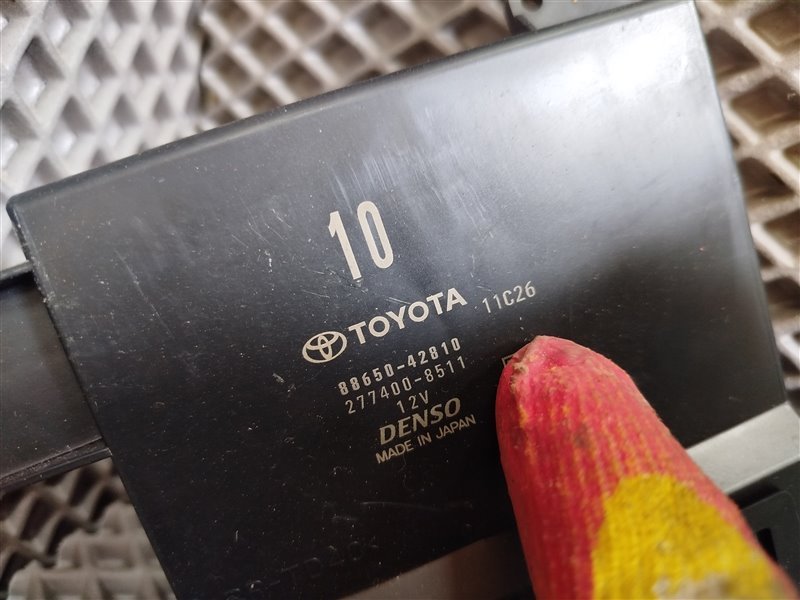 10
TOYOTA 11C26
88650-42810
277400-8511
12V
DENSO
MADE IN JAPAN